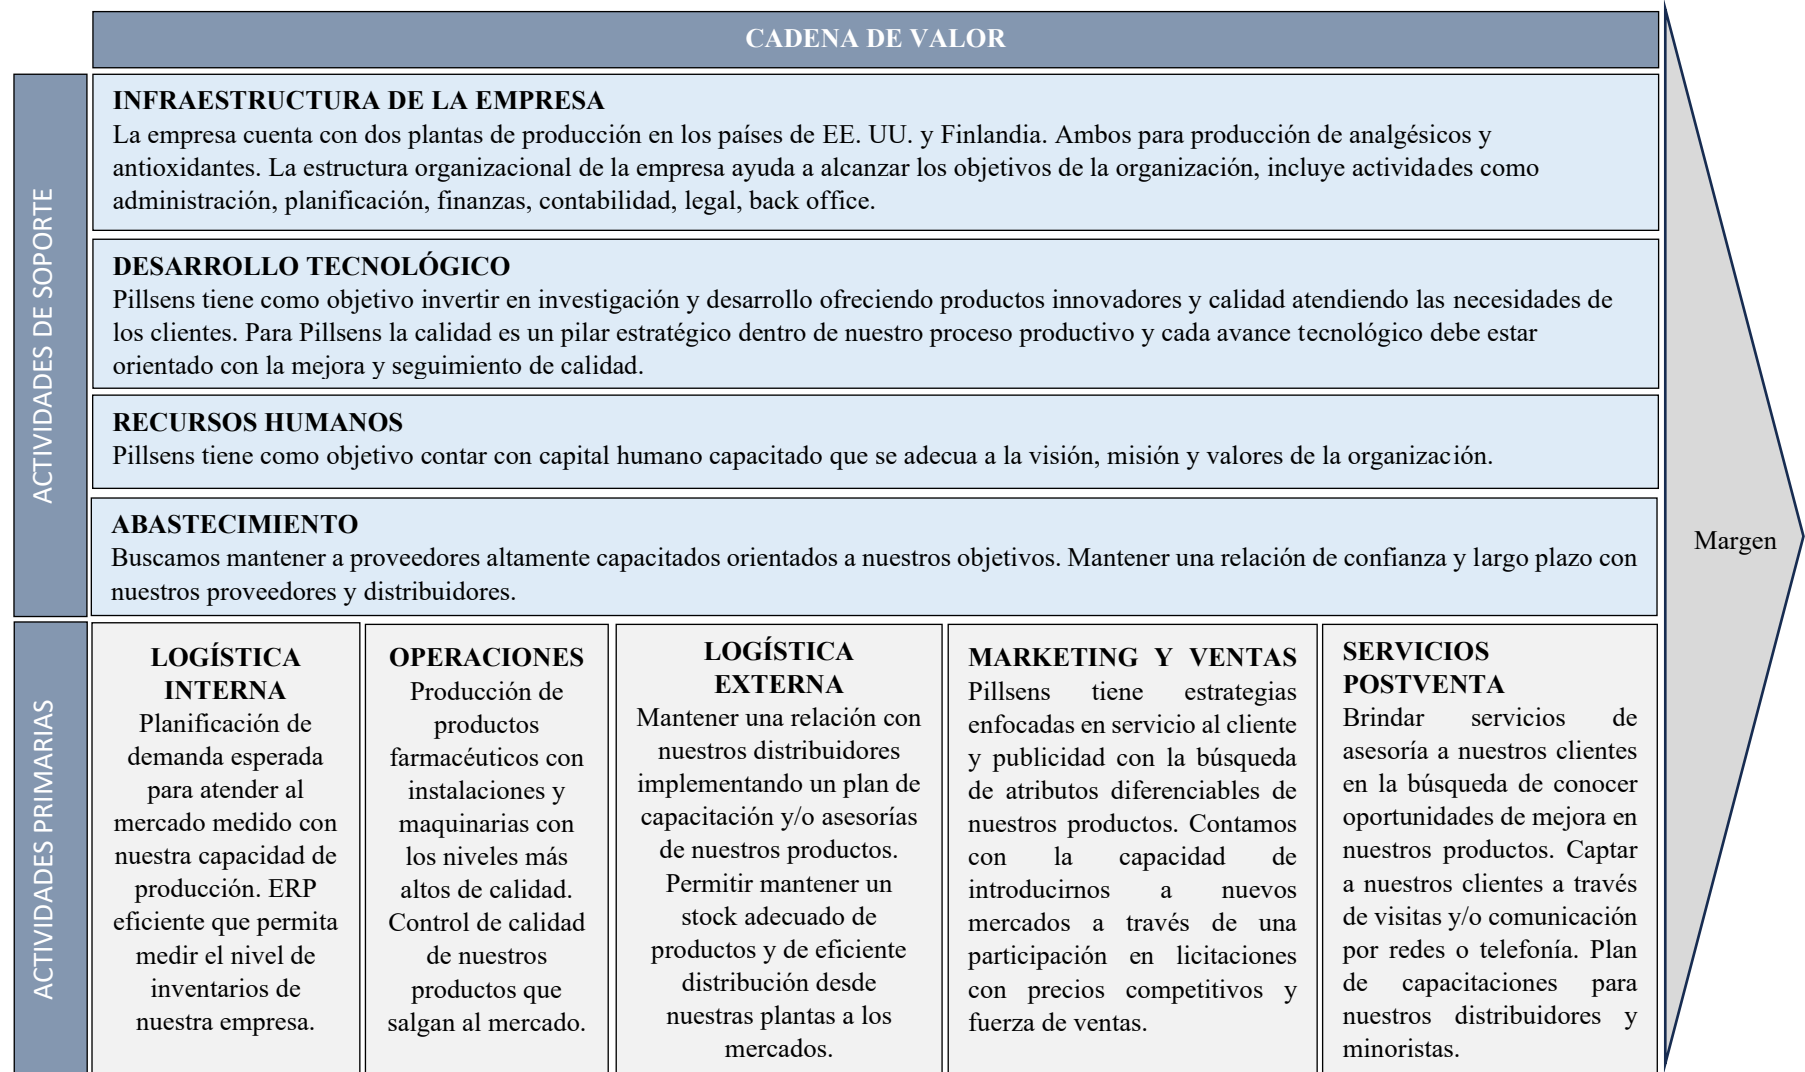 CADENA DE VALOR
ACTIVIDADES DE SOPORTE
INFRAESTRUCTURA DE LA EMPRESA
La empresa cuenta con dos plantas de producción en los países de EE. UU. y Finlandia. Ambos para producción de analgésicos y
antioxidantes. La estructura organizacional de la empresa ayuda a alcanzar los objetivos de la organización, incluye actividades como
administración, planificación, finanzas, contabilidad, legal, back office.
DESARROLLO TECNOLÓGICO
Pillsens tiene como objetivo invertir en investigación y desarrollo ofreciendo productos innovadores y calidad atendiendo las necesidades de
los clientes. Para Pillsens la calidad es un pilar estratégico dentro de nuestro proceso productivo y cada avance tecnológico debe estar
orientado con la mejora y seguimiento de calidad.
RECURSOS HUMANOS
Pillsens tiene como objetivo contar con capital humano capacitado que se adecua a la visión, misión y valores de la organización.
ABASTECIMIENTO
Buscamos mantener a proveedores altamente capacitados orientados a nuestros objetivos. Mantener una relación de confianza y largo plazo con
nuestros proveedores y distribuidores.
Margen
ACTIVIDADES PRIMARIAS
LOGÍSTICA
INTERNA
Planificación de
demanda esperada
para atender al
mercado medido con
nuestra capacidad de
producción. ERP
eficiente que permita
medir el nivel de
inventarios de
nuestra empresa.
OPERACIONES
Producción de
productos
farmacéuticos con
instalaciones y
maquinarias con
los niveles más
altos de calidad.
Control de calidad
de nuestros
productos que
salgan al mercado.
LOGÍSTICA
EXTERNA
Mantener una relación con
nuestros distribuidores
implementando un plan de
capacitación y/o asesorías
de nuestros productos.
Permitir mantener un
stock adecuado de
productos y de eficiente
distribución desde
nuestras plantas a los
mercados.
MARKETING Y VENTAS
Pillsens tiene estrategias
enfocadas en servicio al cliente
y publicidad con la búsqueda
de atributos diferenciables de
nuestros productos. Contamos
con la capacidad de
introducirnos a nuevos
mercados a través de una
participación en licitaciones
con precios competitivos y
fuerza de ventas.
SERVICIOS
POSTVENTA
Brindar servicios de
asesoría a nuestros clientes
en la búsqueda de conocer
oportunidades de mejora en
nuestros productos. Captar
a nuestros clientes a través
de visitas y/o comunicación
por redes o telefonía. Plan
de capacitaciones para
nuestros distribuidores y
minoristas.